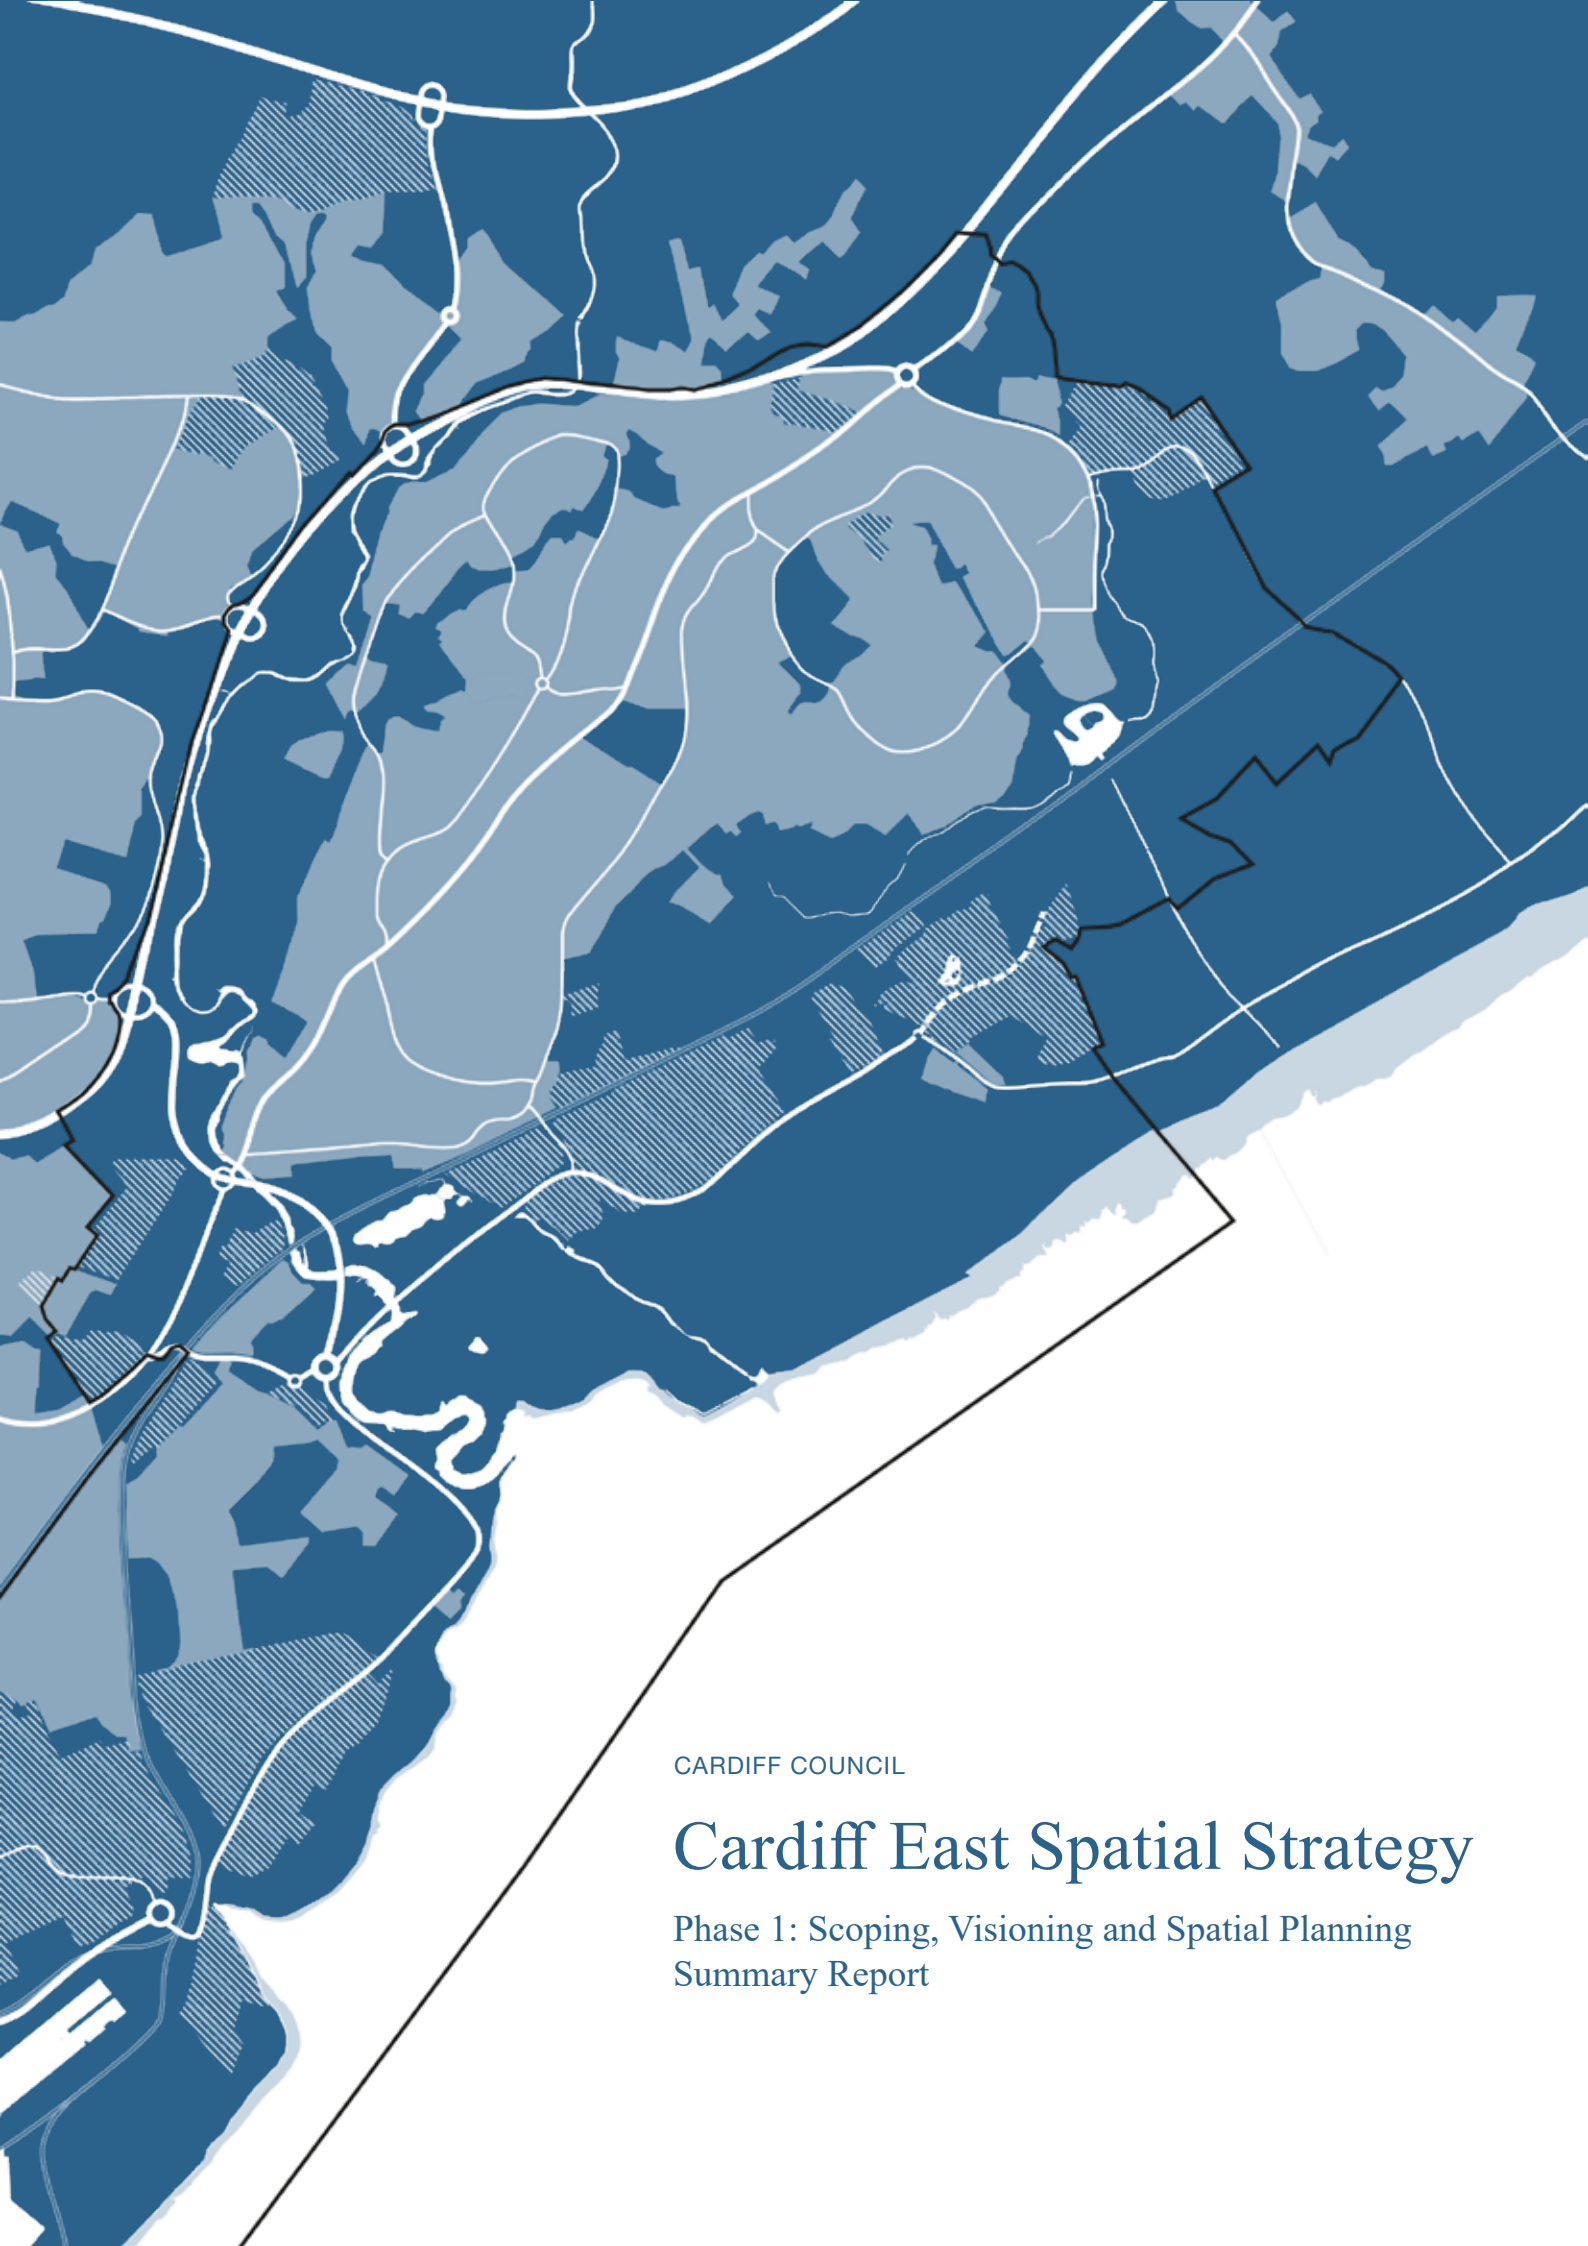 CARDIFF COUNCIL
Cardiff East Spatial Strategy
Phase 1: Scoping, Visioning and Spatial Planning
Summary Report